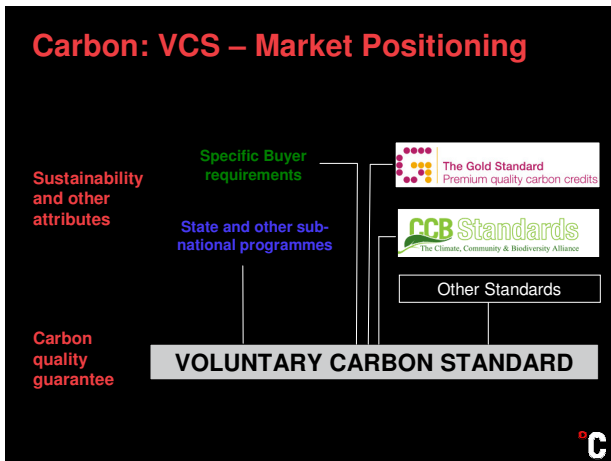 Carbon: VCS – Market Positioning
Specific Buyer
requirements
The Gold Standard
Premium quality carbon credits
Sustainability
and other
attributes
State and other sub-
national programmes
CCB Standards
The Climate, Community & Biodiversity Alliance
Other Standards
Carbon
quality
guarantee
VOLUNTARY CARBON STANDARD
°C